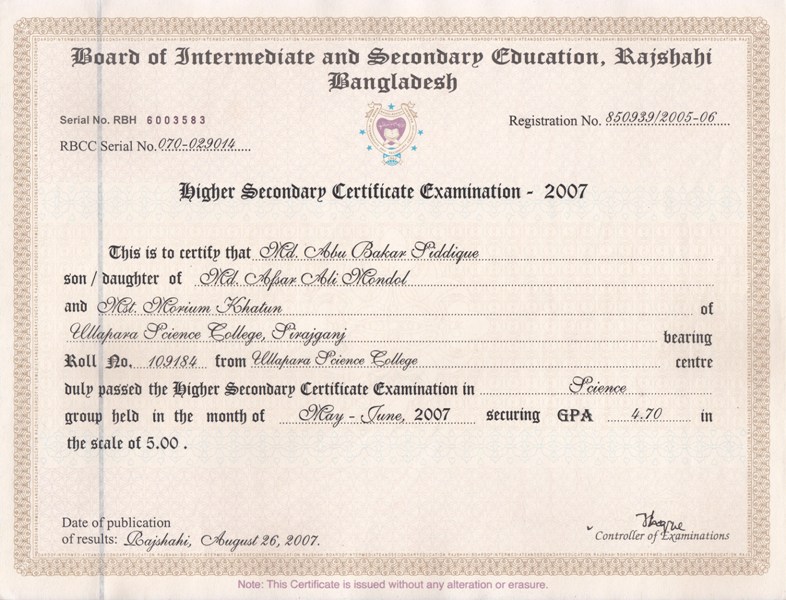 Board of Intermediate and Secondary Education, Rajshahi
Bangladesh
Serial No. RBH 6003583
Registration No. 850939/2005-06
RBCC Serial No. 070-029014
Higher Secondary Certificate Examination - 2007
This is to certify that Md. Abu Bakar Siddique
son / daughter of Md. Afsar Ali Mondol
and Mst. Morium Khatun of
Ullapara Science College, Sirajganj bearing
Roll No. 109184 from Ullapara Science College centre
duly passed the Higher Secondary Certificate Examination in Science
group held in the month of May - June, 2007 securing GPA 4.70 in
the scale of 5.00 .
Date of publication
of results: Rajshahi, August 26, 2007.
Controller of Examinations
Note: This Certificate is issued without any alteration or erasure.